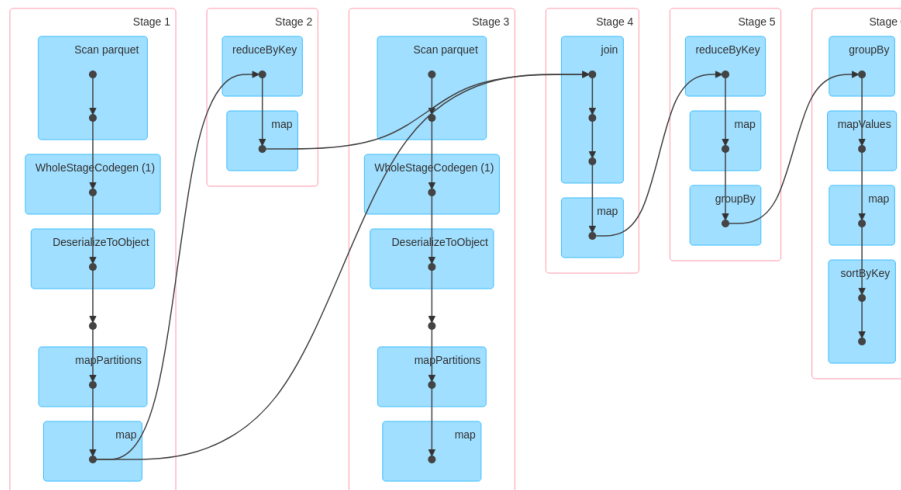 Stage 1
Scan parquet
WholeStageCodegen (1)
DeserializeToObject
mapPartitions
map
Stage 2
reduceByKey
map
Stage 3
Scan parquet
WholeStageCodegen (1)
DeserializeToObject
mapPartitions
map
Stage 4
join
map
Stage 5
reduceByKey
map
groupBy
Stage
groupBy
mapValues
map
sortByKey